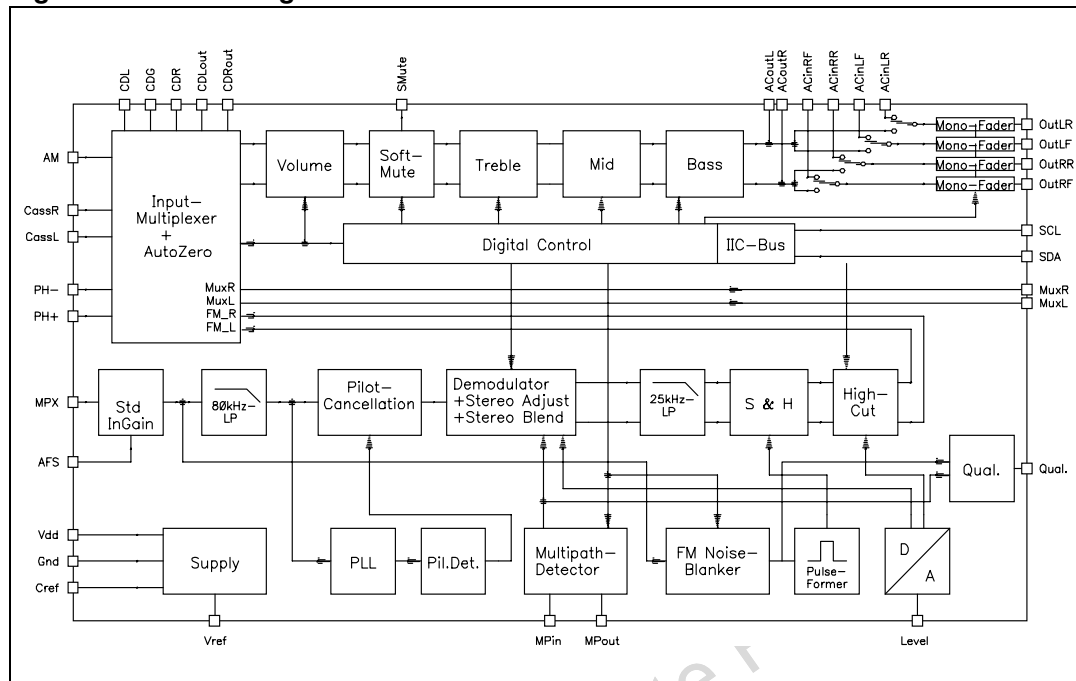 CDL
CDG
CDR
CDLout
CDRout
SMute
ACoutL
ACoutR
ACinRF
ACinRR
ACinLF
ACinLR
AM
CassR
CassL
PH-
PH+
Input-
Multiplexer
+
AutoZero
MuxR
MuxL
FM_R
FM_L
Volume
Soft-
Mute
Treble
Mid
Bass
Mono-Fader
Mono-Fader
Mono-Fader
Mono-Fader
OutLR
OutLF
OutRR
OutRF
Digital Control
IIC-Bus
SCL
SDA
MuxR
MuxL
MPX
AFS
Std
InGain
80kHz-
LP
Pilot-
Cancellation
Demodulator
+Stereo Adjust
+Stereo Blend
25kHz-
LP
S & H
High-
Cut
Qual.
Qual.
Vdd
Gnd
Cref
Supply
PLL
Pil.Det.
Multipath-
Detector
FM Noise-
Blanker
Pulse-
Former
D
A
Vref
MPin
MPout
Level